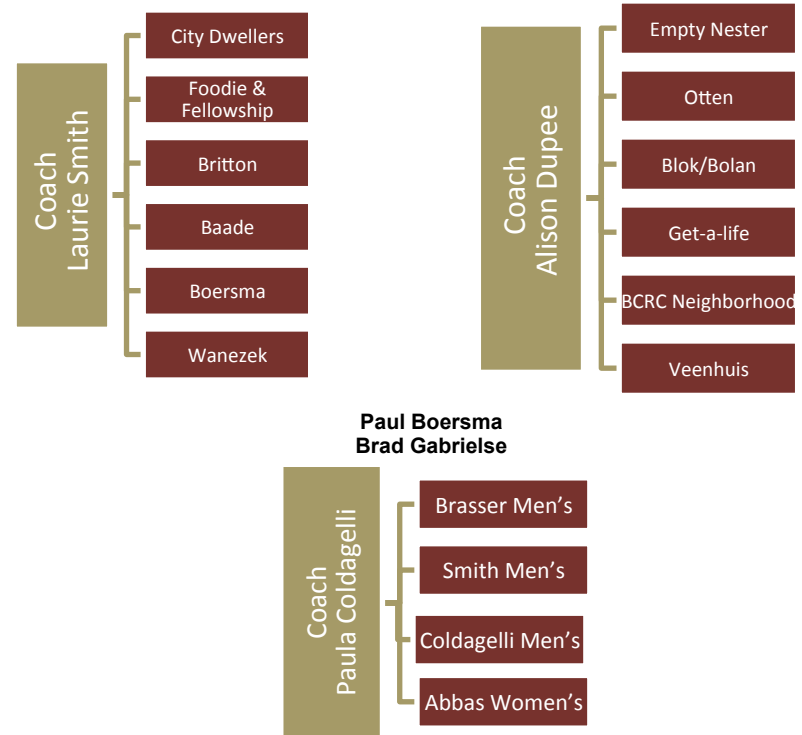 Coach
Laurie Smith
City Dwellers
Foodie &
Fellowship
Britton
Baade
Boersma
Wanezek
Coach
Alison Dupee
Empty Nester
Otten
Blok/Bolan
Get-a-life
BCRC Neighborhood
Veenhuis
Paul Boersma
Brad Gabrielse
Coach
Paula Coldagelli
Brasser Men’s
Smith Men’s
Coldagelli Men’s
Abbas Women’s